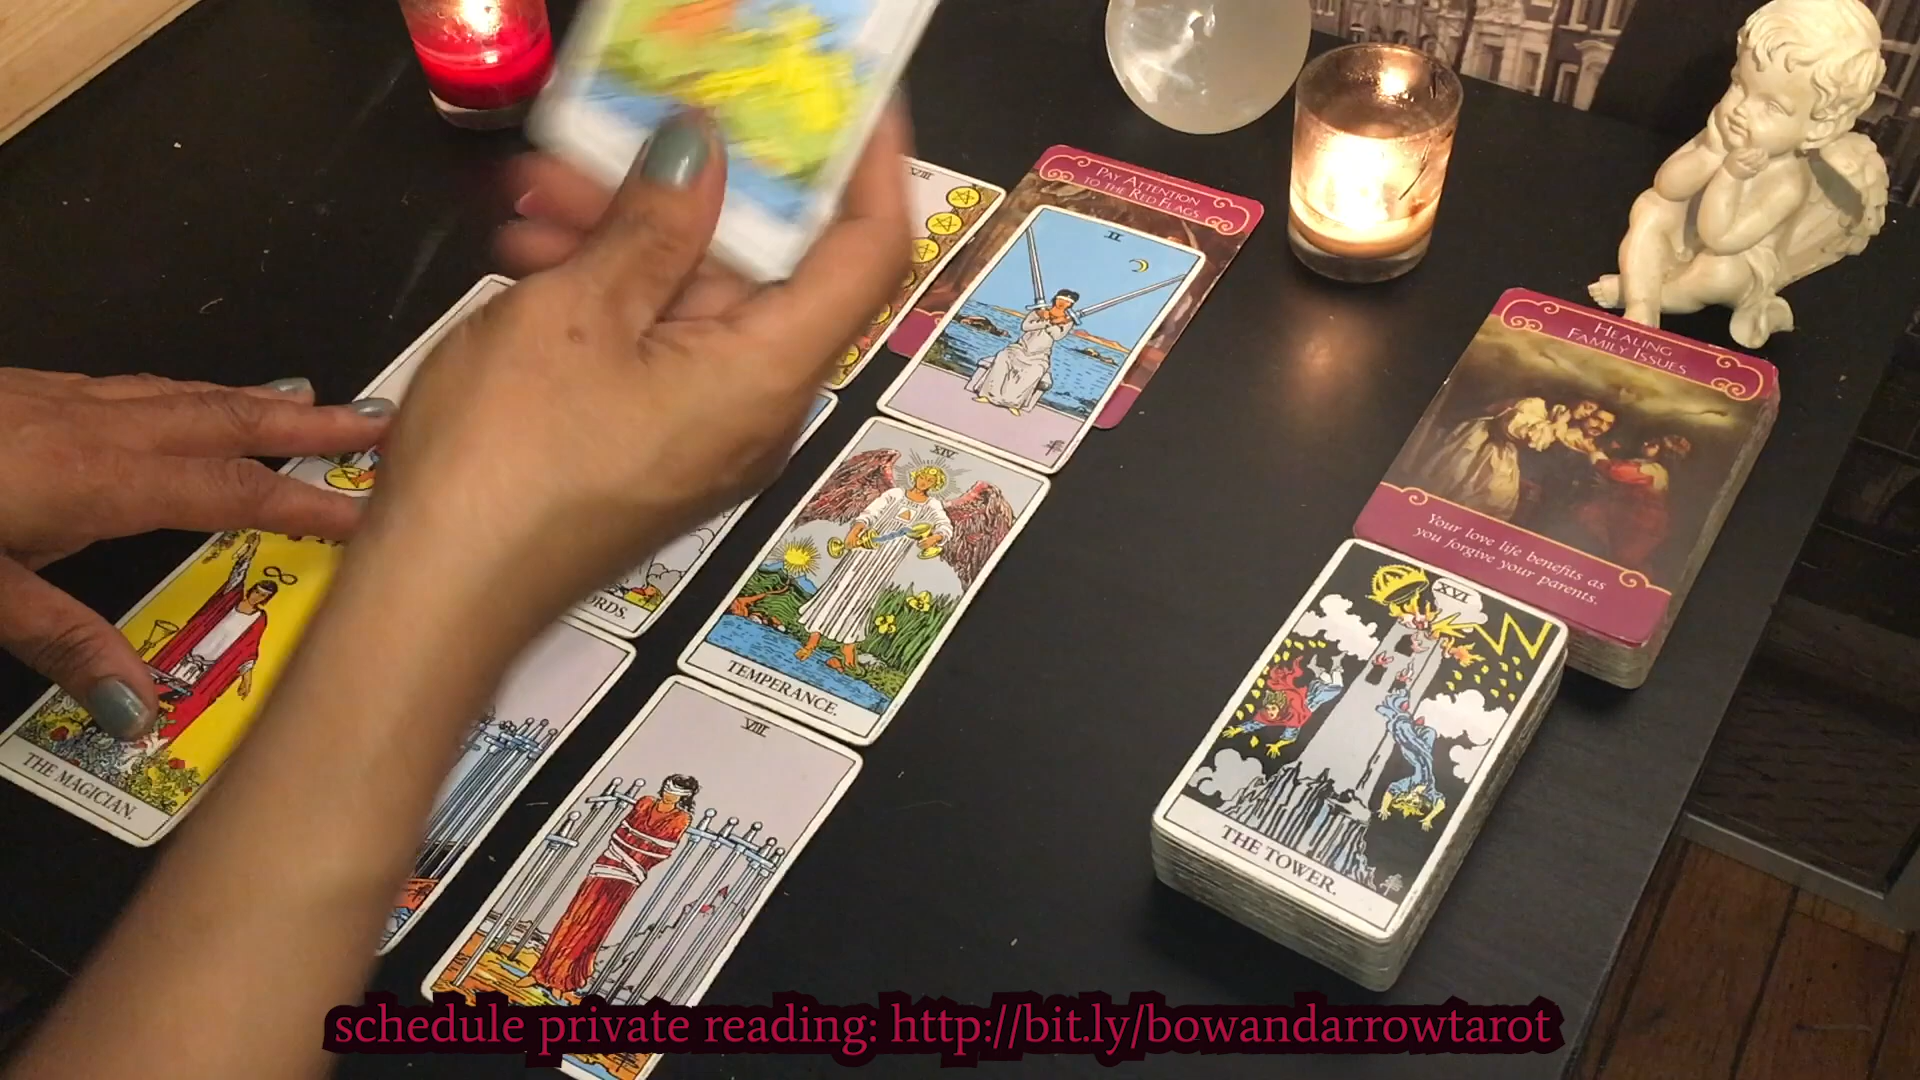 VIII
PAY ATTENTION
TO THE RED FLAGS
II
HEALING
FAMILY ISSUES
Your love life benefits as
you forgive your parents.
XIV
TEMPERANCE.
XVI
THE TOWER.
THE MAGICIAN.
VIII
schedule private reading: http://bit.ly/bowandarrowtarot